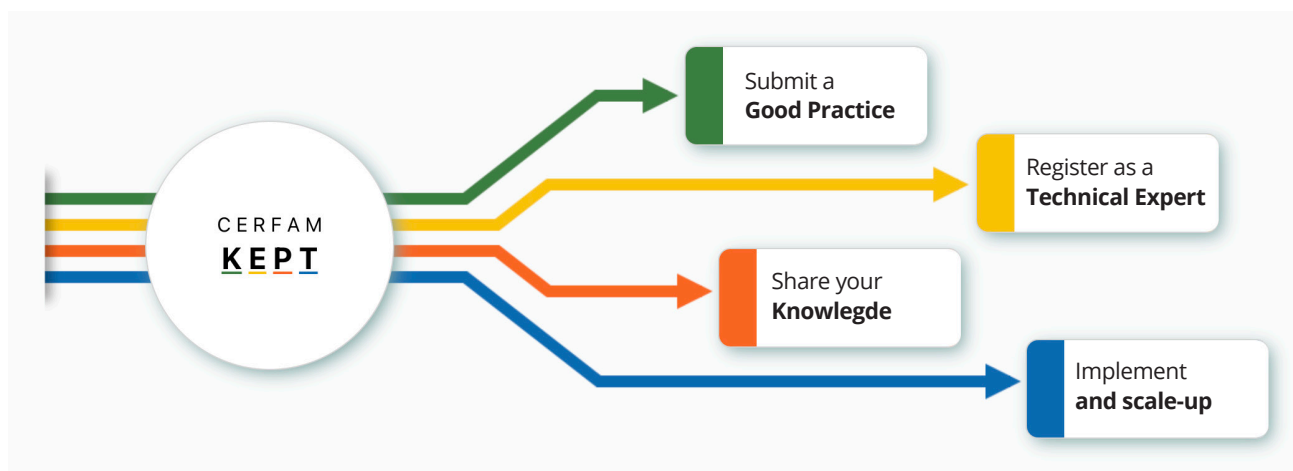 CERFAM
KEPT
Submit a
Good Practice
Register as a
Technical Expert
Share your
Knowlegde
Implement
and scale-up